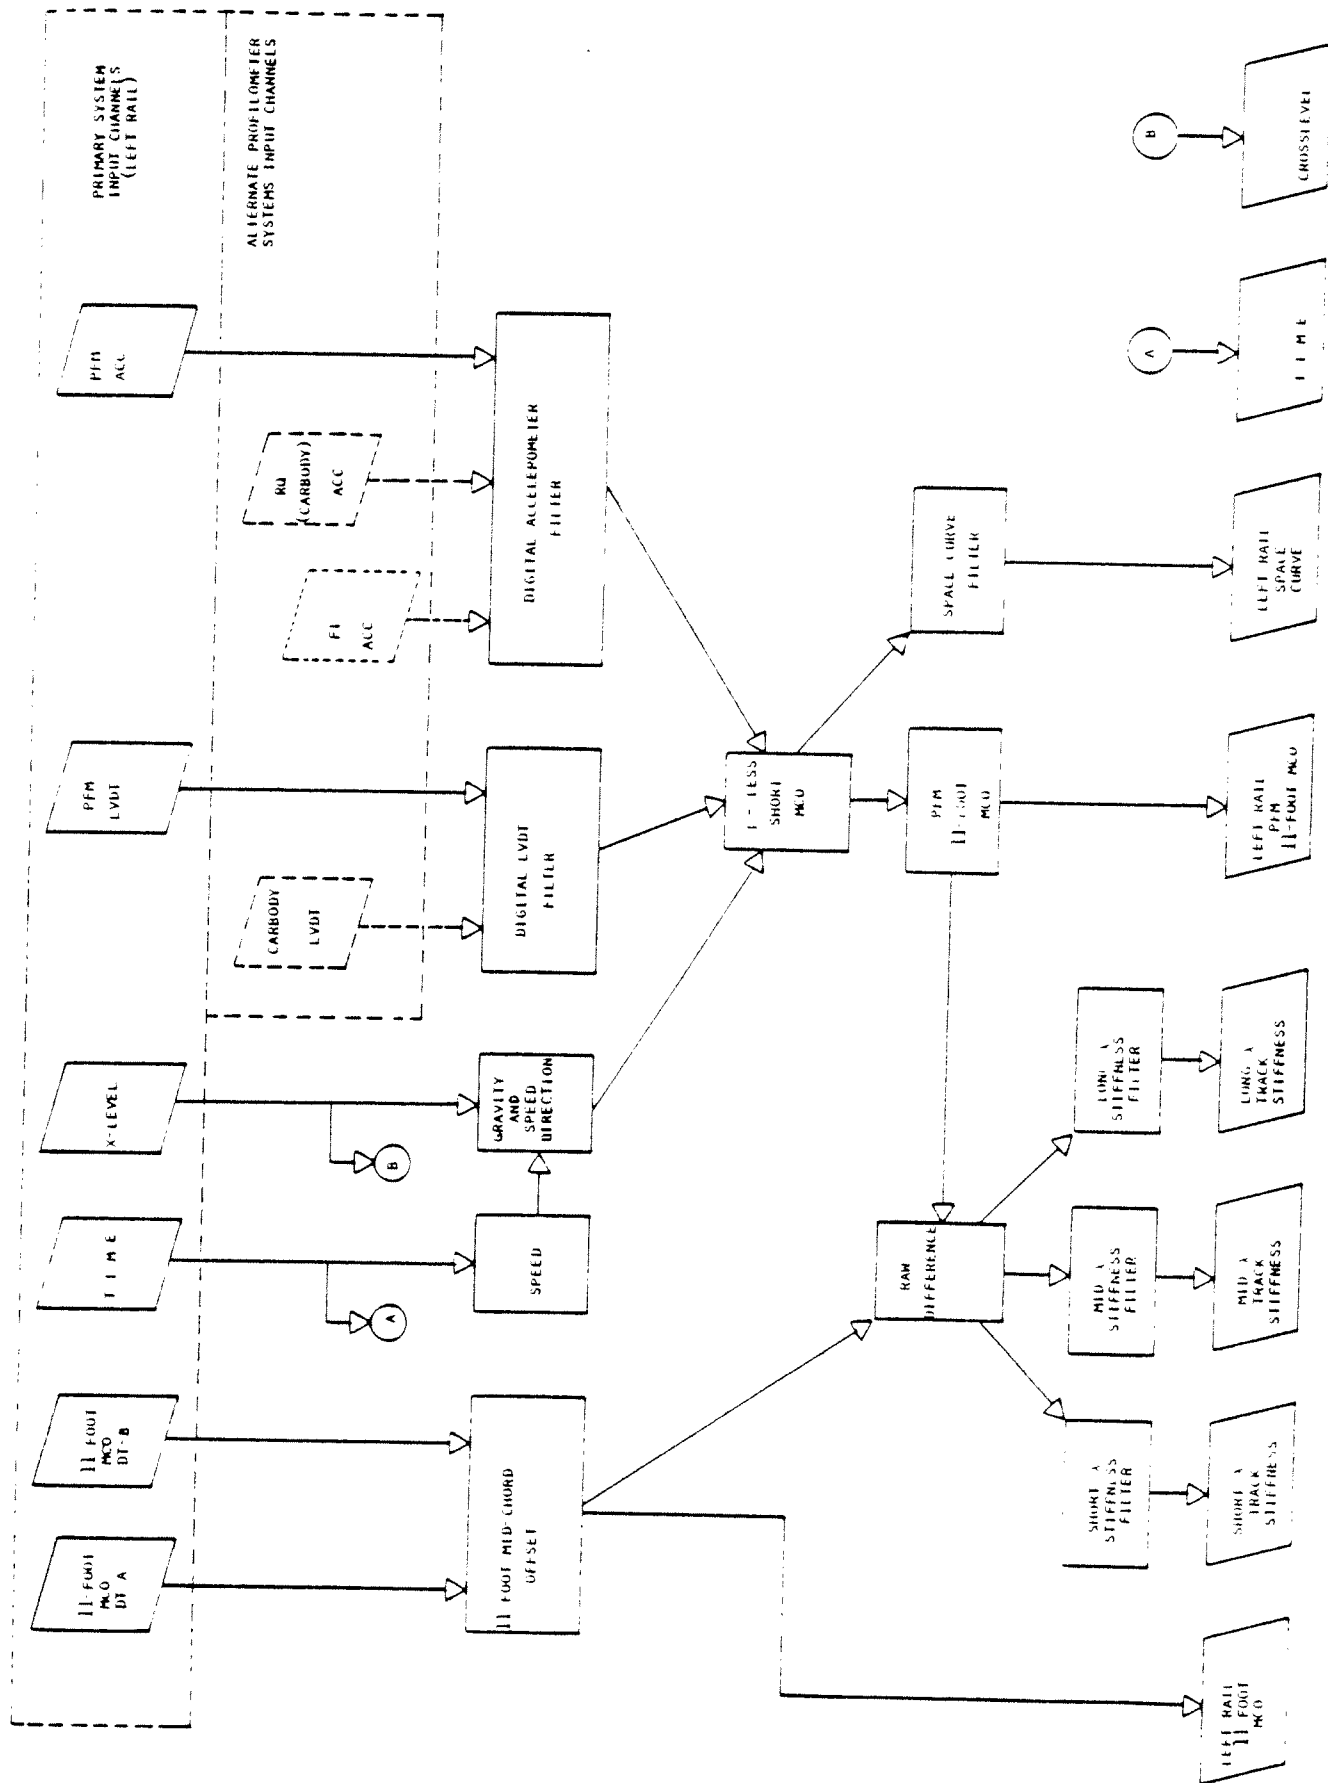 PRIMARY SYSTEM
INPUT CHANNELS
(LEFT RAIL)
ALTERNATE PROFILOMETER
SYSTEMS INPUT CHANNELS
11-FOOT
MCO
DT A
11 FOOT
MCO
DT-B
T I M E
X-LEVEL
PFM
LVDT
PFM
ACC
CARBODY
LVDT
ACC
(CARBODY)
ACC
11 FOOT MID-CHORD
OFFSET
SPEED
GRAVITY
AND
SPEED
DIRECTION
DIGITAL LVDT
FILTER
DIGITAL ACCELEROMETER
FILTER
A
B
SHORT
MCO
RAW
DIFFERENCE
PFM
11-FOOT
MCO
SPACE CURVE
FILTER
A
B
SHORT λ
STIFFNESS
FILTER
MID λ
STIFFNESS
FILTER
LONG λ
STIFFNESS
FILTER
LEFT RAIL
11 FOOT
MCO
SHORT λ
TRACK
STIFFNESS
MID λ
TRACK
STIFFNESS
LONG λ
TRACK
STIFFNESS
LEFT RAIL
PFM
11-FOOT MCO
LEFT RAIL
SPACE
CURVE
T I M E
CROSSLEVEL